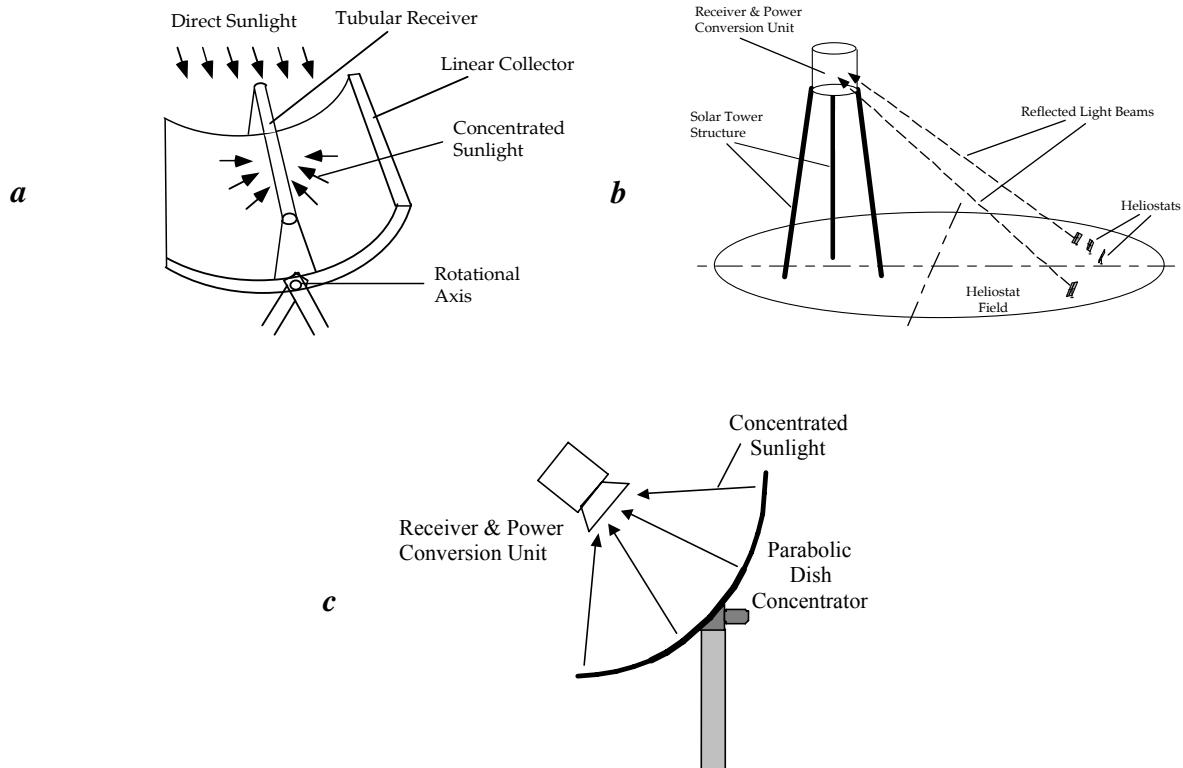 Direct Sunlight
Tubular Receiver
Linear Collector
Concentrated
Sunlight
a
Rotational
Axis
Receiver & Power
Conversion Unit
Solar Tower
Structure
Reflected Light Beams
b
Heliostats
Heliostat
Field
Concentrated
Sunlight
Receiver & Power
Conversion Unit
Parabolic
Dish
Concentrator
c